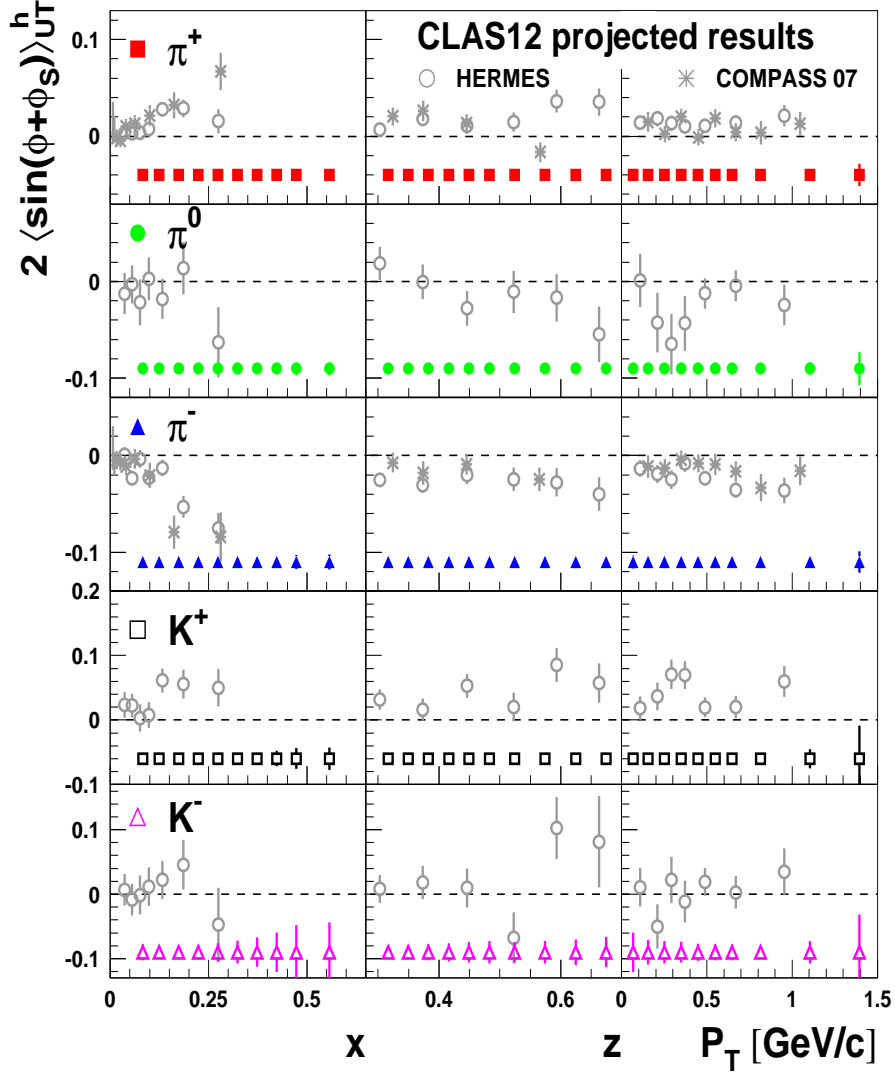 2 ⟨sin(ϕ+ϕS)⟩UT^h
CLAS12 projected results
HERMES
COMPASS 07
π+
0.1
0
π0
0
-0.1
π-
0
-0.1
K+
0.2
0.1
0
-0.1
K-
0.1
0
-0.1
0 0.25 0.5 0.4 0.6 0 0.5 1 1.5
x z PT [GeV/c]